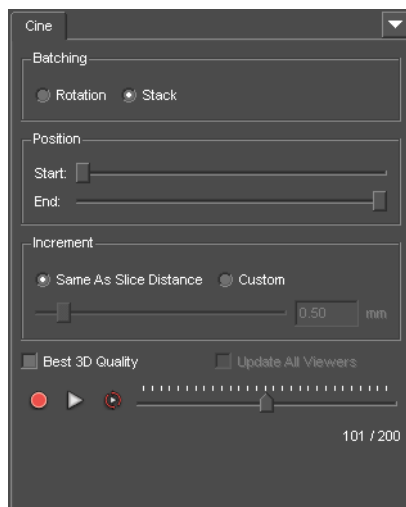 Cine
Batching
Rotation Stack
Position
Start:
End:
Increment
Same As Slice Distance Custom
0.50 mm
Best 3D Quality Update All Viewers
101 / 200